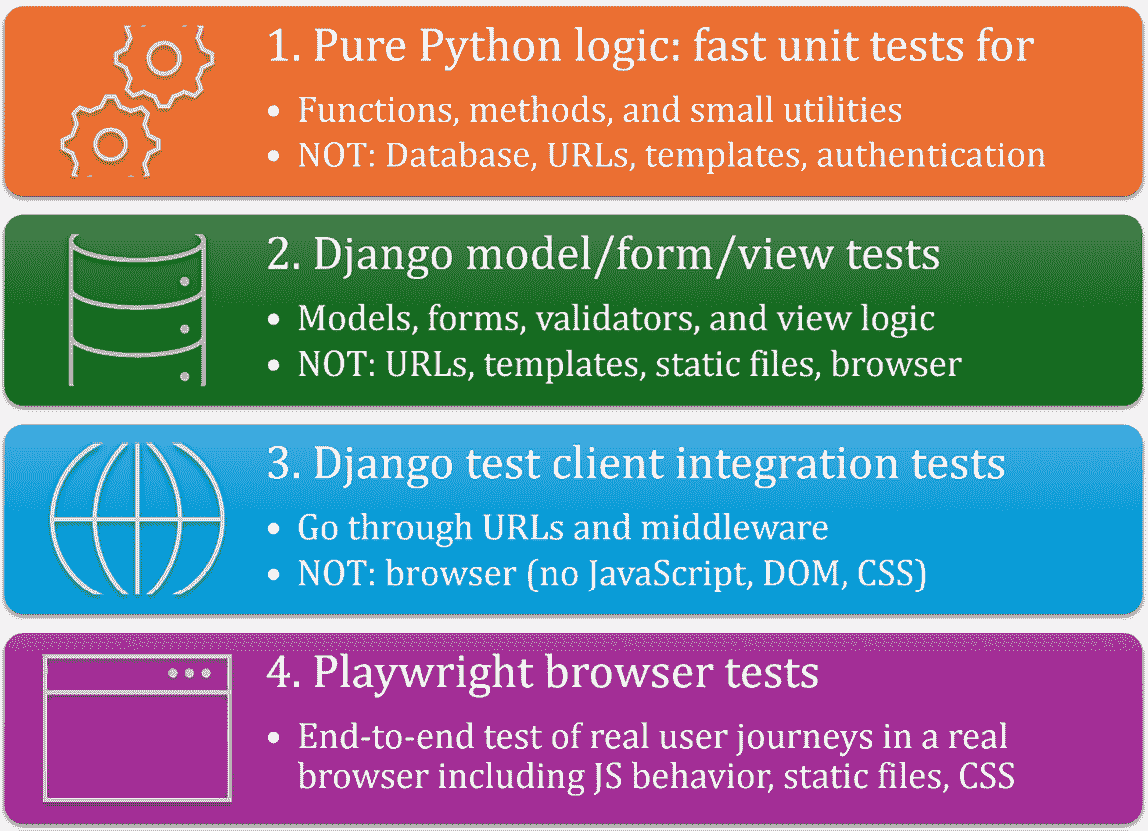 1. Pure Python logic: fast unit tests for
• Functions, methods, and small utilities
• NOT: Database, URLs, templates, authentication
2. Django model/form/view tests
• Models, forms, validators, and view logic
• NOT: URLs, templates, static files, browser
3. Django test client integration tests
• Go through URLs and middleware
• NOT: browser (no JavaScript, DOM, CSS)
4. Playwright browser tests
• End-to-end test of real user journeys in a real
browser including JS behavior, static files, CSS